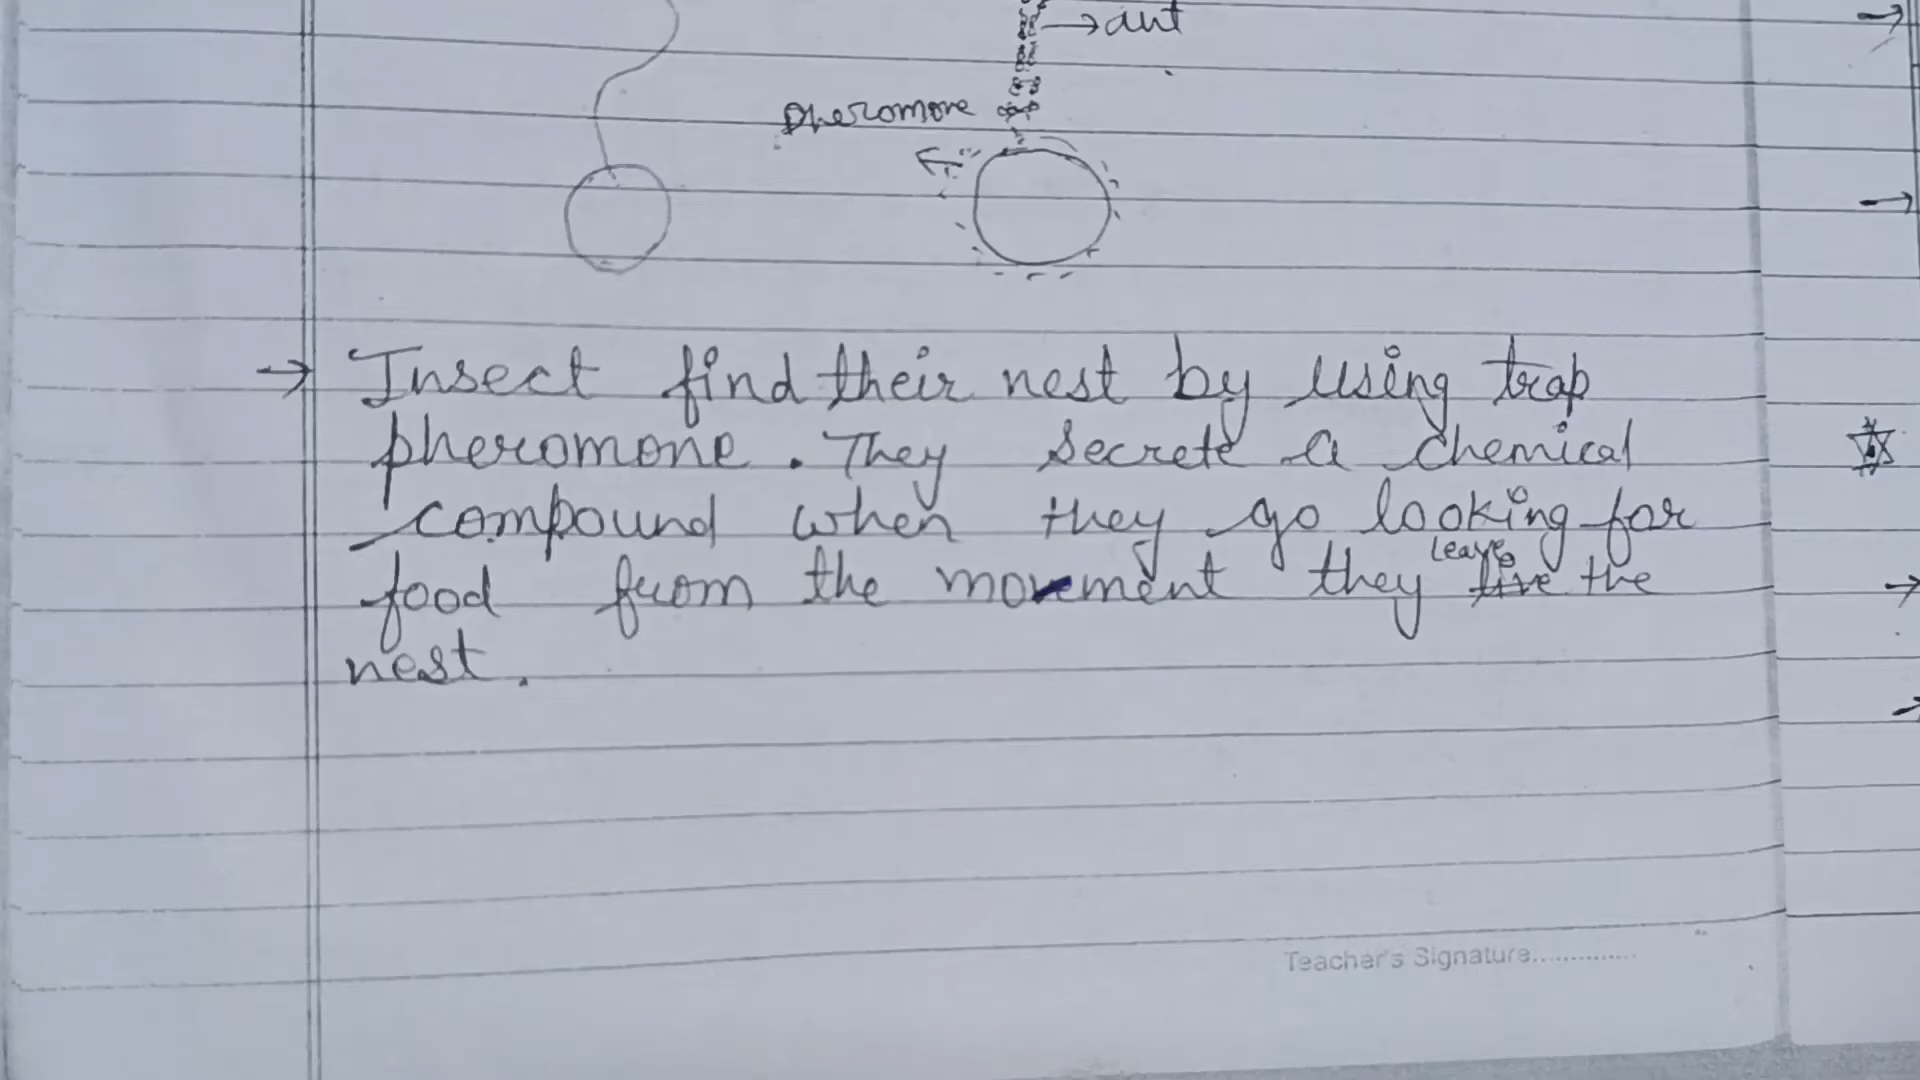 → ant
pheromone
→ Insect find their nest by using trap
pheromone. They secrete a chemical
compound when they go looking for
food from the movement they leave the
nest.
Teacher's Signature..............